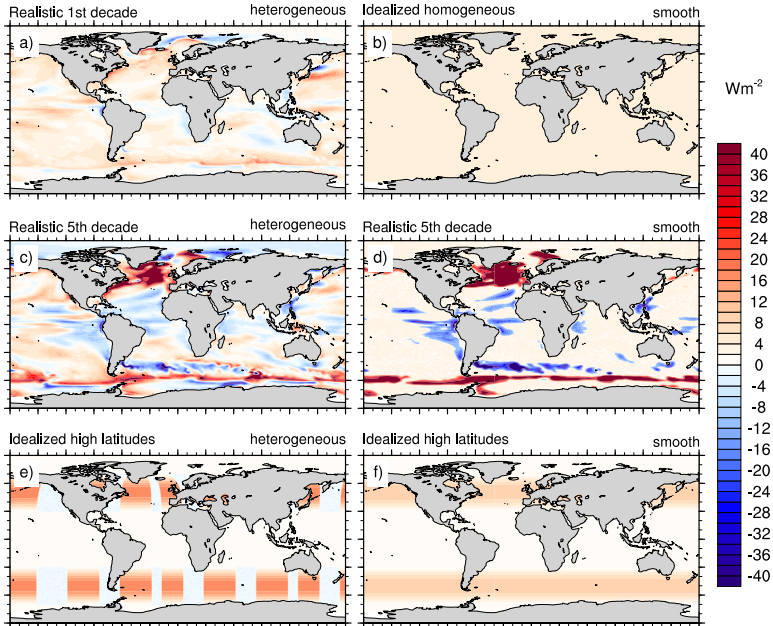 Realistic 1st decade heterogeneous
a)
Idealized homogeneous smooth
b)
Realistic 5th decade heterogeneous
c)
Realistic 5th decade smooth
d)
Idealized high latitudes heterogeneous
e)
Idealized high latitudes smooth
f)
Wm-2
40
36
32
28
24
20
16
12
8
4
0
-4
-8
-12
-16
-20
-24
-28
-32
-36
-40